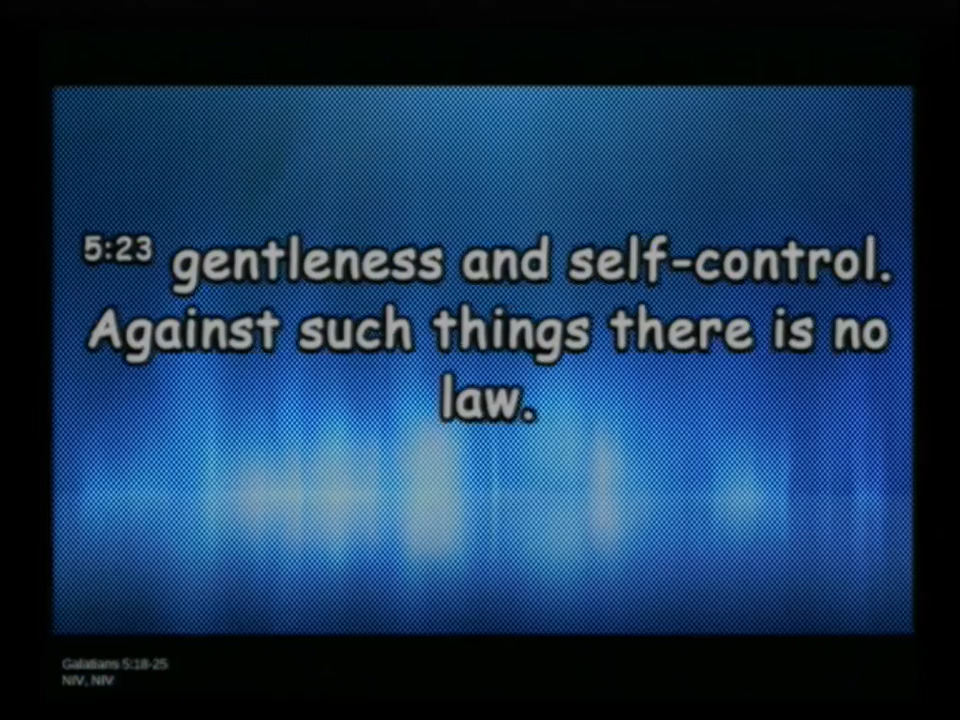 5:23 gentleness and self-control.
Against such things there is no
law.
Galatians 5:18-25
NIV, NIV